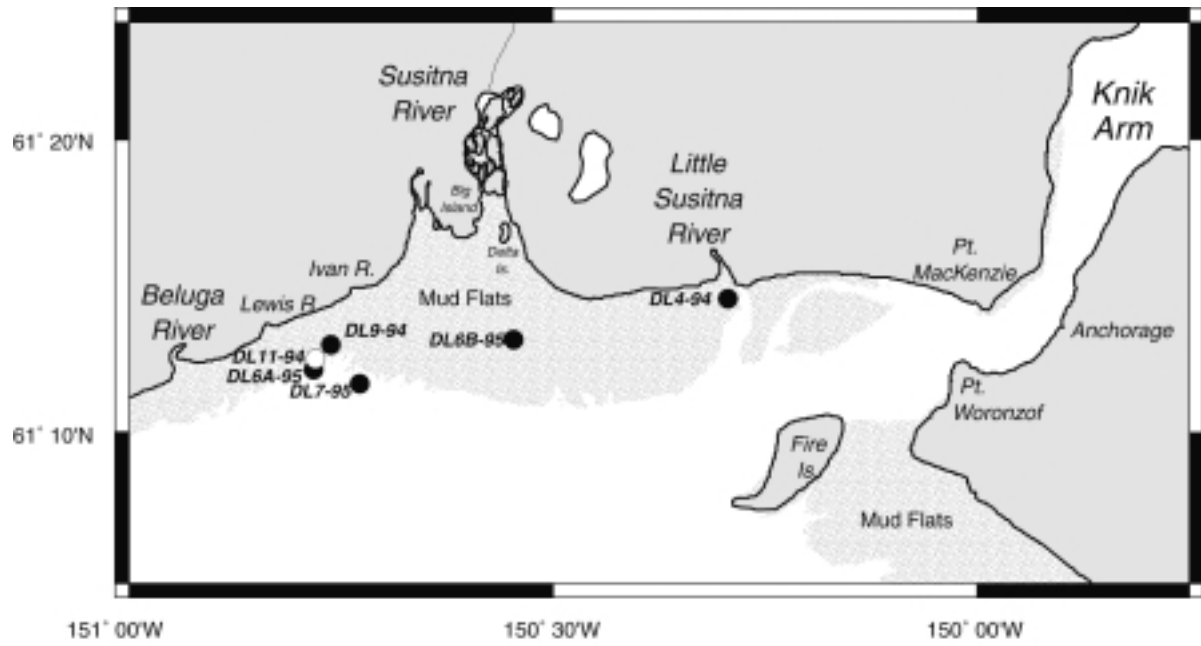 Susitna
River
Knik
Arm
61° 20'N
Little
Susitna
River
Big
Island
Delta
Is.
Pt.
MacKenzie
Ivan R.
Beluga
River
Lewis R.
Mud Flats
DL4-94
DL9-94
DL6B-95
Anchorage
DL11-94
DL6A-95
DL7-95
Pt.
Woronzof
61° 10'N
Fire
Is.
Mud Flats
151° 00'W
150° 30'W
150° 00'W